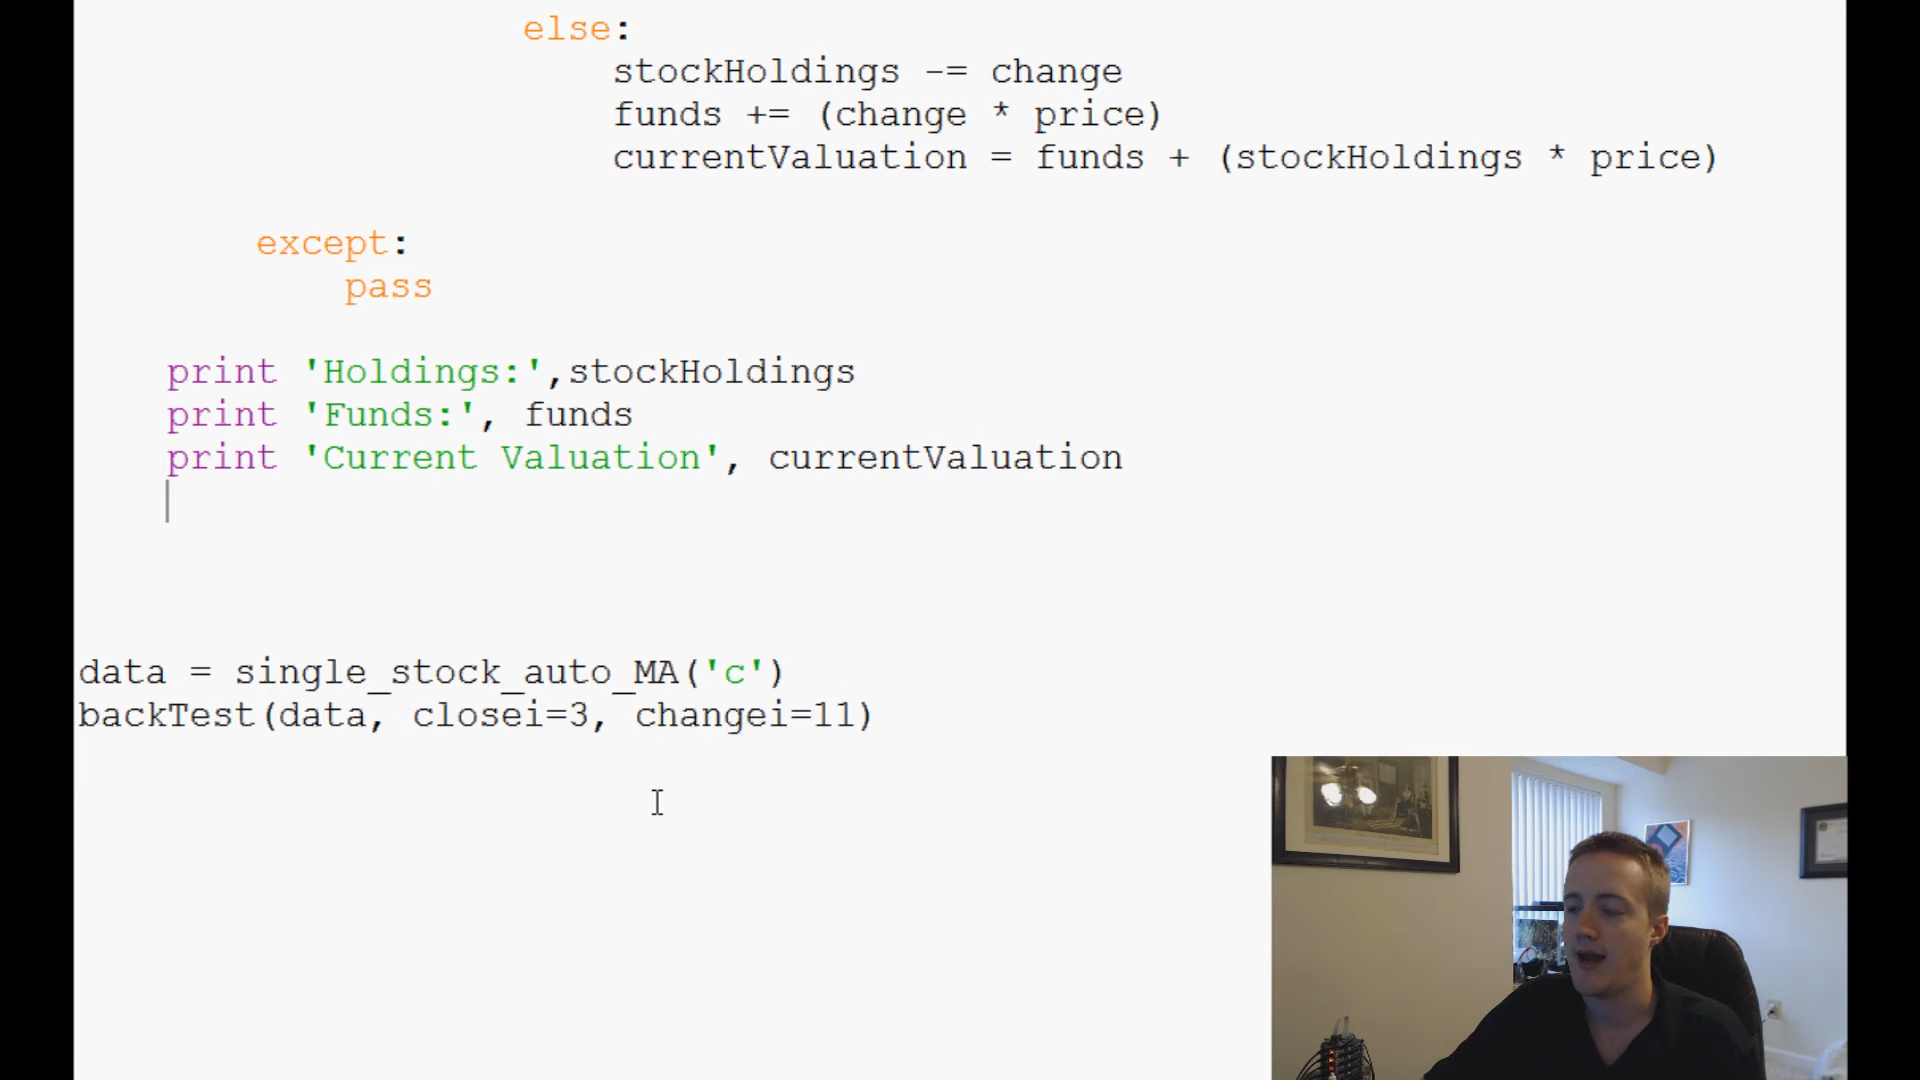 else:
stockHoldings -= change
funds += (change * price)
currentValuation = funds + (stockHoldings * price)
except:
pass
print 'Holdings:',stockHoldings
print 'Funds:', funds
print 'Current Valuation', currentValuation
data = single_stock_auto_MA('c')
backTest(data, closei=3, changei=11)